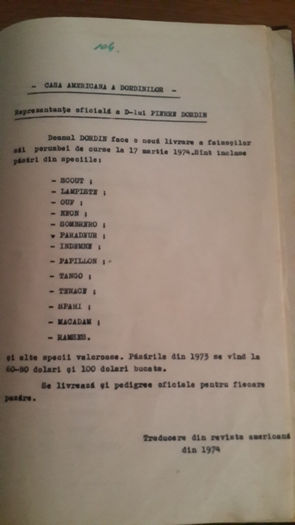 106.
- CASA AMERICANA A DORDINILOR -
Reprezentanțe oficială a D-lui PIERRE DORDIN
Domnul DORDIN face o nouă livrare a faimoșilor
săi porumbei de curse la 17 martie 1974.Sînt incluse
păsări din speciile:
- SCOUT ;
- LAMPISTE ;
- OUF ;
- NEON ;
- SOMBRERO ;
- PARADEUR ;
- INDEMNE ;
- PAPILLON ;
- TANGO ;
- TENACE ;
- SPAHI ;
- MACADAM ;
- RAMSES.
și alte specii valoroase. Păsările din 1973 se vînd la
60-80 dolari și 100 dolari bucata.
Se livrează și pedigree oficiale pentru fiecare
pasăre.
Traducere din revista americană
din 1974